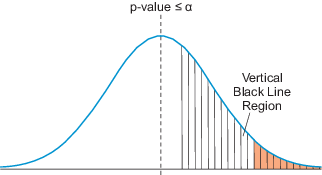 p-value ≤ α
Vertical
Black Line
Region